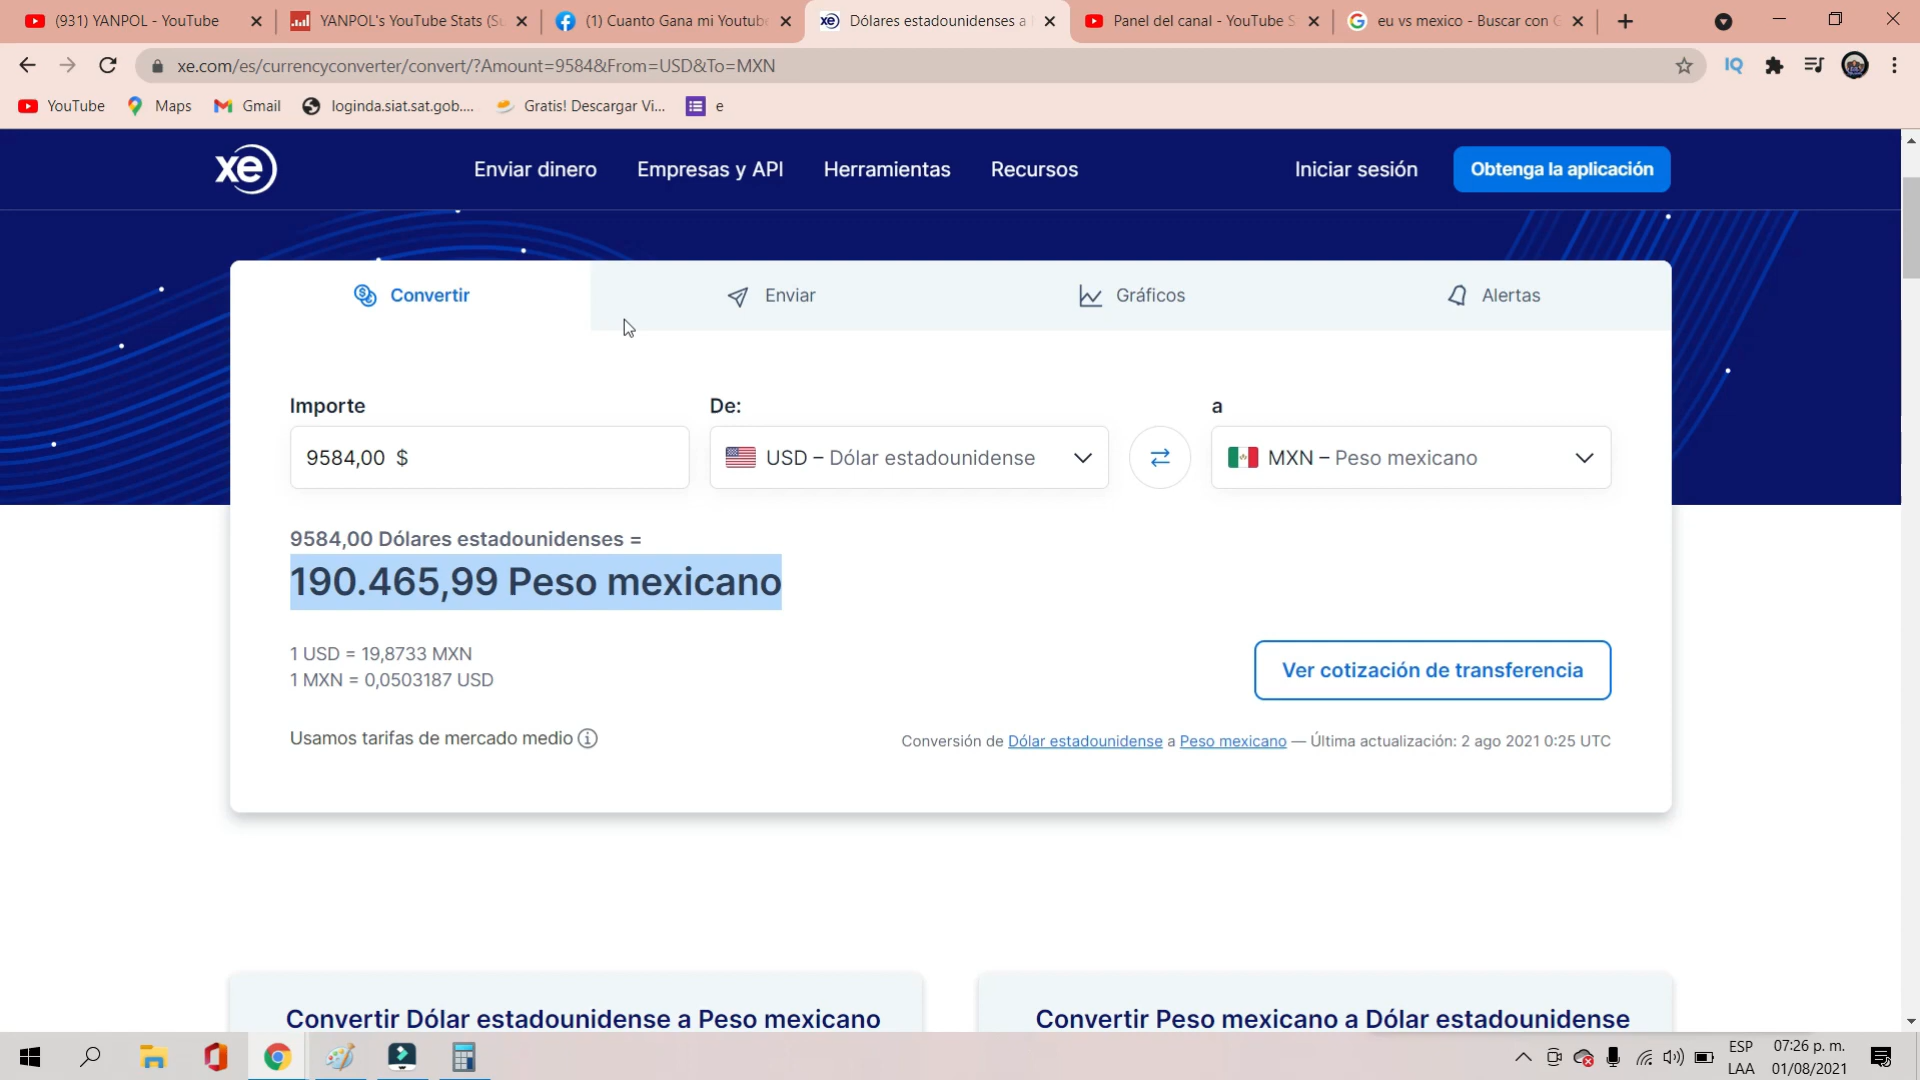 (931) YANPOL - YouTube
YANPOL's YouTube Stats (Su
(1) Cuanto Gana mi Youtube
Dólares estadounidenses a
Panel del canal - YouTube S
eu vs mexico - Buscar con G
xe.com/es/currencyconverter/convert/?Amount=9584&From=USD&To=MXN
IQ
YouTube
Maps
Gmail
loginda.siat.sat.gob....
Gratis! Descargar Vi...
e
xe
Enviar dinero
Empresas y API
Herramientas
Recursos
Iniciar sesión
Obtenga la aplicación
Convertir
Enviar
Gráficos
Alertas
Importe
De:
a
9584,00 $
USD – Dólar estadounidense
MXN – Peso mexicano
9584,00 Dólares estadounidenses =
190.465,99 Peso mexicano
1 USD = 19,8733 MXN
1 MXN = 0,0503187 USD
Ver cotización de transferencia
Usamos tarifas de mercado medio
Conversión de Dólar estadounidense a Peso mexicano — Última actualización: 2 ago 2021 0:25 UTC
Convertir Dólar estadounidense a Peso mexicano
Convertir Peso mexicano a Dólar estadounidense
ESP
LAA
07:26 p. m.
01/08/2021